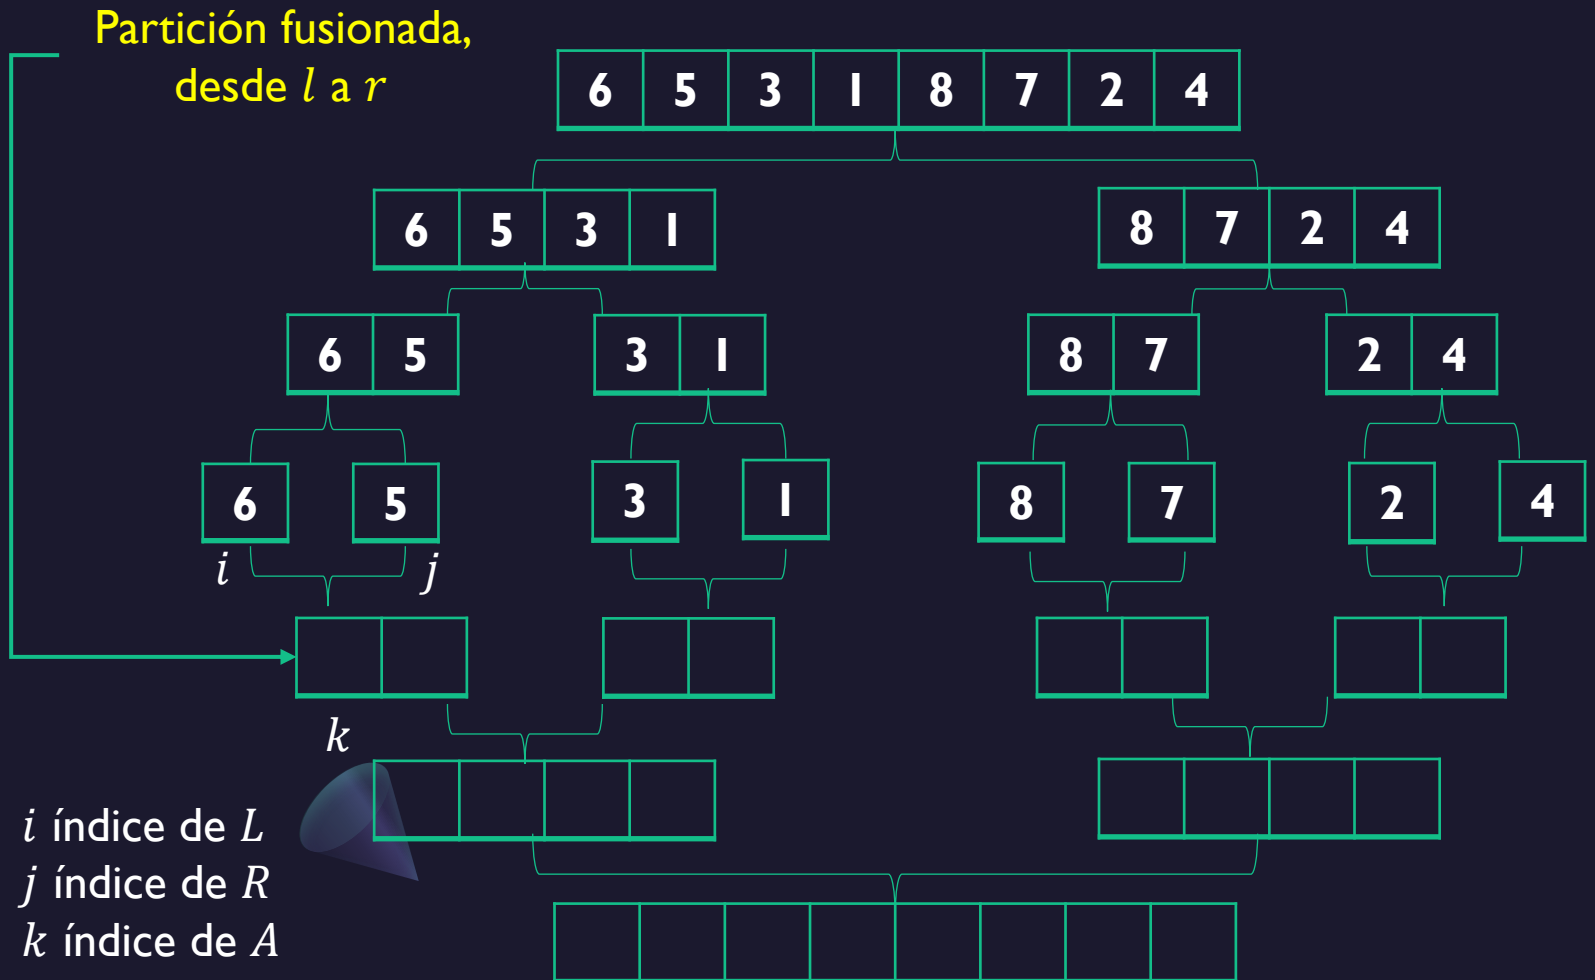 Partición fusionada,
desde l a r
6 5 3 1 8 7 2 4
6 5 3 1
8 7 2 4
6 5
3 1
8 7
2 4
6
5
3
1
8
7
2
4
i
j
k
i índice de L
j índice de R
k índice de A